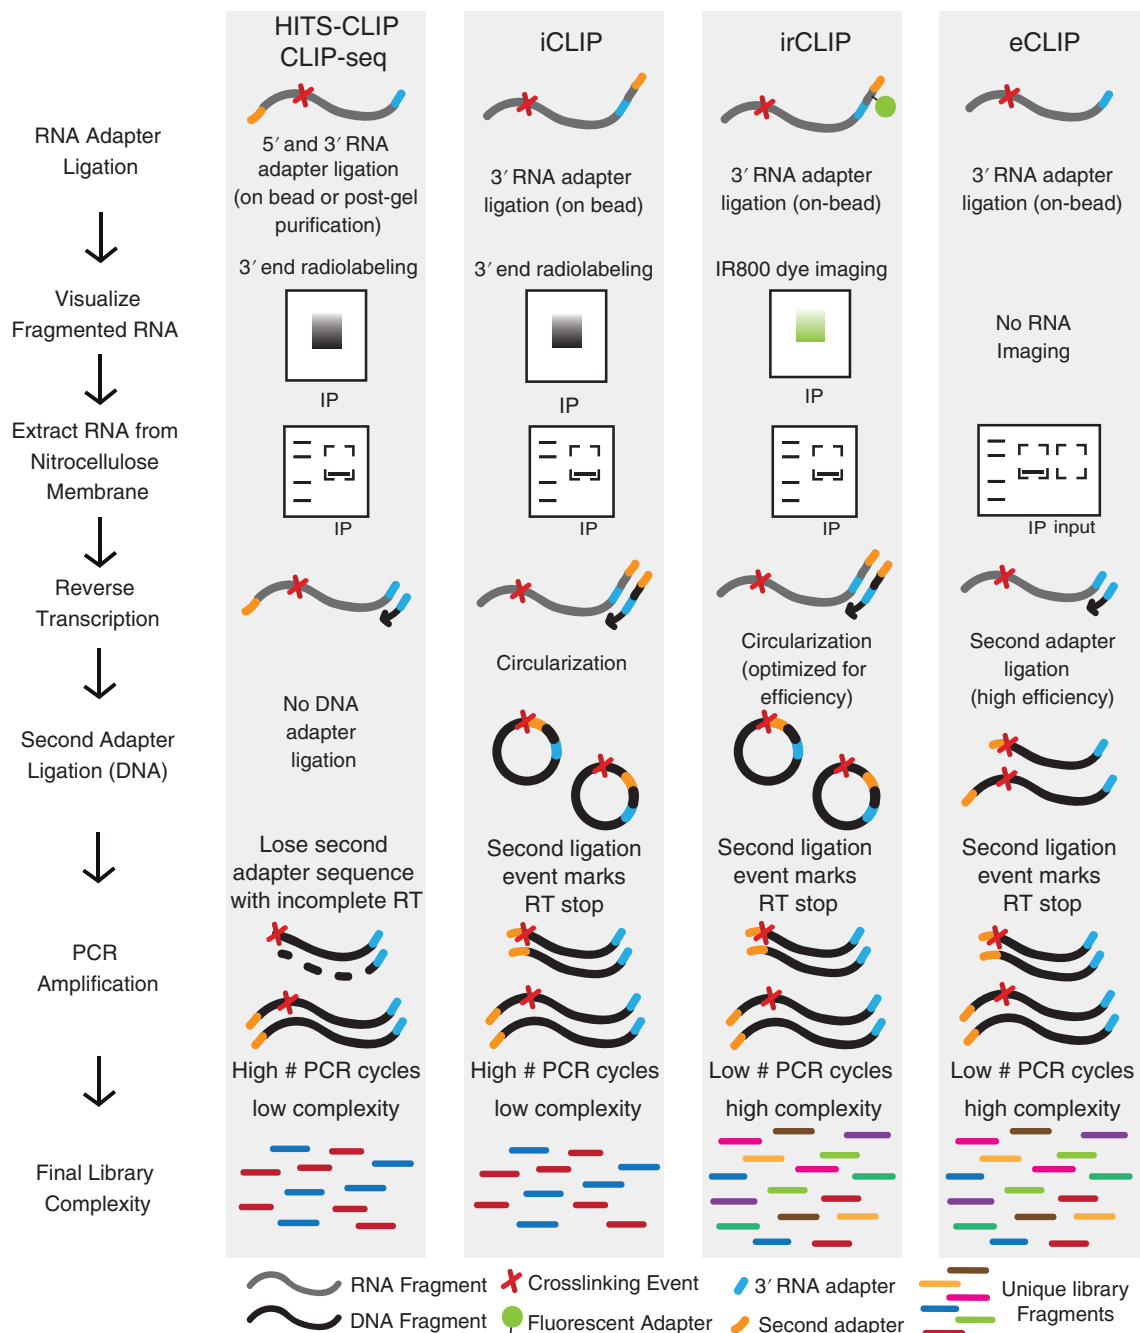 HITS-CLIP
CLIP-seq
iCLIP
irCLIP
eCLIP
RNA Adapter
Ligation
5′ and 3′ RNA
adapter ligation
(on bead or post-gel
purification)
3′ RNA adapter
ligation (on bead)
3′ RNA adapter
ligation (on-bead)
3′ RNA adapter
ligation (on-bead)
Visualize
Fragmented RNA
3′ end radiolabeling
IP
3′ end radiolabeling
IP
IR800 dye imaging
IP
No RNA
Imaging
Extract RNA from
Nitrocellulose
Membrane
IP
IP
IP
IP input
Reverse
Transcription
Second Adapter
Ligation (DNA)
No DNA
adapter
ligation
Circularization
Circularization
(optimized for
efficiency)
Second adapter
ligation
(high efficiency)
PCR
Amplification
Lose second
adapter sequence
with incomplete RT
Second ligation
event marks
RT stop
Second ligation
event marks
RT stop
Second ligation
event marks
RT stop
High # PCR cycles
High # PCR cycles
Low # PCR cycles
Low # PCR cycles
Final Library
Complexity
low complexity
low complexity
high complexity
high complexity
RNA Fragment
Crosslinking Event
3′ RNA adapter
Unique library
Fragments
DNA Fragment
Fluorescent Adapter
Second adapter